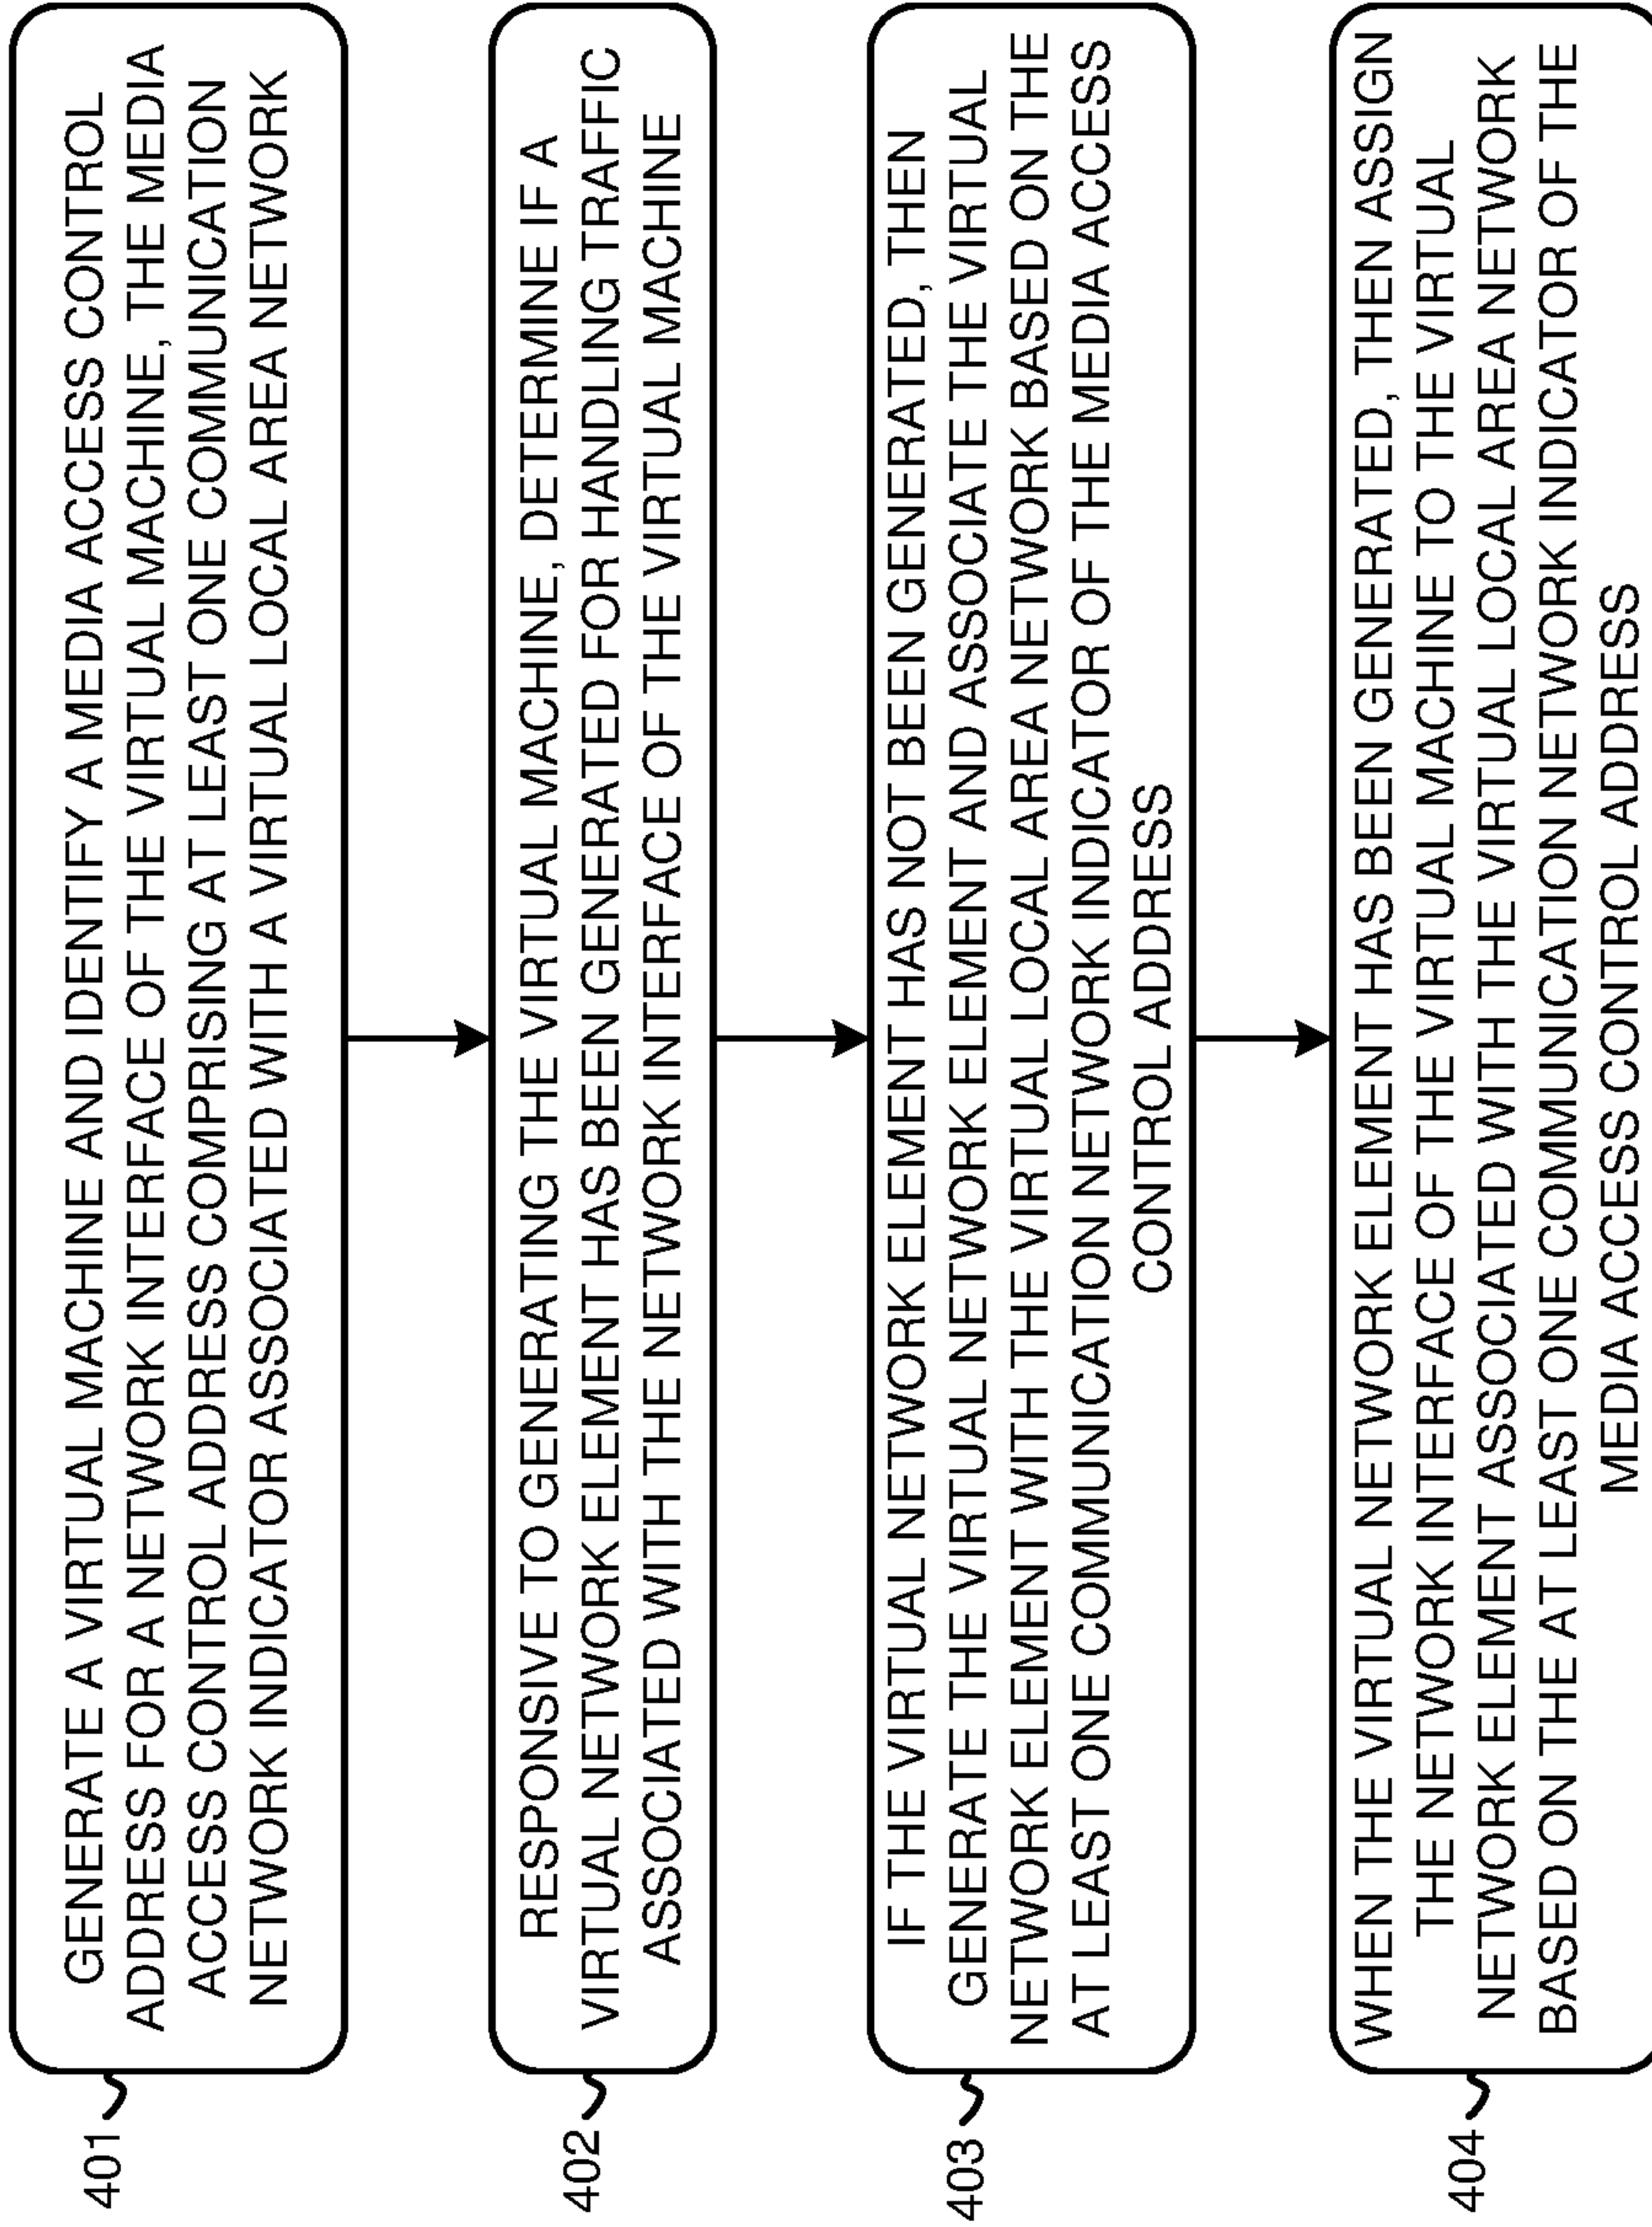 401
GENERATE A VIRTUAL MACHINE AND IDENTIFY A MEDIA ACCESS CONTROL
ADDRESS FOR A NETWORK INTERFACE OF THE VIRTUAL MACHINE, THE MEDIA
ACCESS CONTROL ADDRESS COMPRISING AT LEAST ONE COMMUNICATION
NETWORK INDICATOR ASSOCIATED WITH A VIRTUAL LOCAL AREA NETWORK
402
RESPONSIVE TO GENERATING THE VIRTUAL MACHINE, DETERMINE IF A
VIRTUAL NETWORK ELEMENT HAS BEEN GENERATED FOR HANDLING TRAFFIC
ASSOCIATED WITH THE NETWORK INTERFACE OF THE VIRTUAL MACHINE
403
IF THE VIRTUAL NETWORK ELEMENT HAS NOT BEEN GENERATED, THEN
GENERATE THE VIRTUAL NETWORK ELEMENT AND ASSOCIATE THE VIRTUAL
NETWORK ELEMENT WITH THE VIRTUAL LOCAL AREA NETWORK BASED ON THE
AT LEAST ONE COMMUNICATION NETWORK INDICATOR OF THE MEDIA ACCESS
CONTROL ADDRESS
404
WHEN THE VIRTUAL NETWORK ELEMENT HAS BEEN GENERATED, THEN ASSIGN
THE NETWORK INTERFACE OF THE VIRTUAL MACHINE TO THE VIRTUAL
NETWORK ELEMENT ASSOCIATED WITH THE VIRTUAL LOCAL AREA NETWORK
BASED ON THE AT LEAST ONE COMMUNICATION NETWORK INDICATOR OF THE
MEDIA ACCESS CONTROL ADDRESS